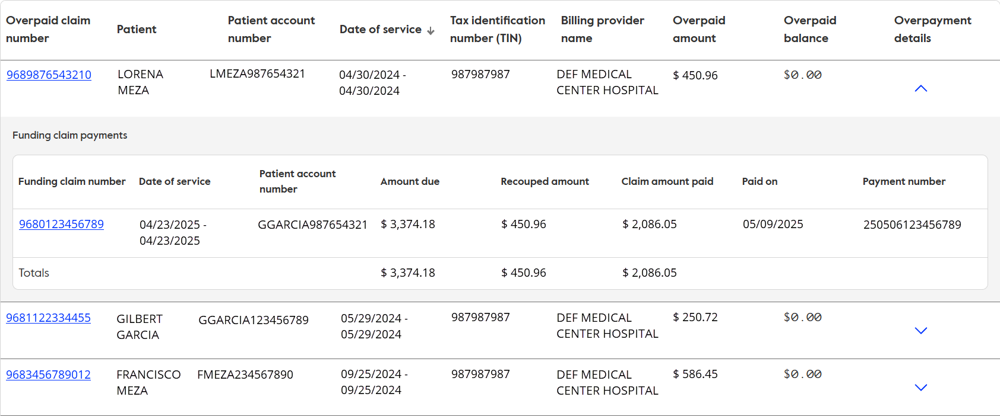 Overpaid claim number
Patient
Patient account number
Date of service ↓
Tax identification number (TIN)
Billing provider name
Overpaid amount
Overpaid balance
Overpayment details
9689876543210
LORENA MEZA
LMEZA987654321
04/30/2024 - 04/30/2024
987987987
DEF MEDICAL CENTER HOSPITAL
$ 450.96
$0.00
Funding claim payments
Funding claim number
Date of service
Patient account number
Amount due
Recouped amount
Claim amount paid
Paid on
Payment number
9680123456789
04/23/2025 - 04/23/2025
GGARCIA987654321
$ 3,374.18
$ 450.96
$ 2,086.05
05/09/2025
250506123456789
Totals
$ 3,374.18
$ 450.96
$ 2,086.05
9681122334455
GILBERT GARCIA
GGARCIA123456789
05/29/2024 - 05/29/2024
987987987
DEF MEDICAL CENTER HOSPITAL
$ 250.72
$0.00
9683456789012
FRANCISCO MEZA
FMEZA234567890
09/25/2024 - 09/25/2024
987987987
DEF MEDICAL CENTER HOSPITAL
$ 586.45
$0.00